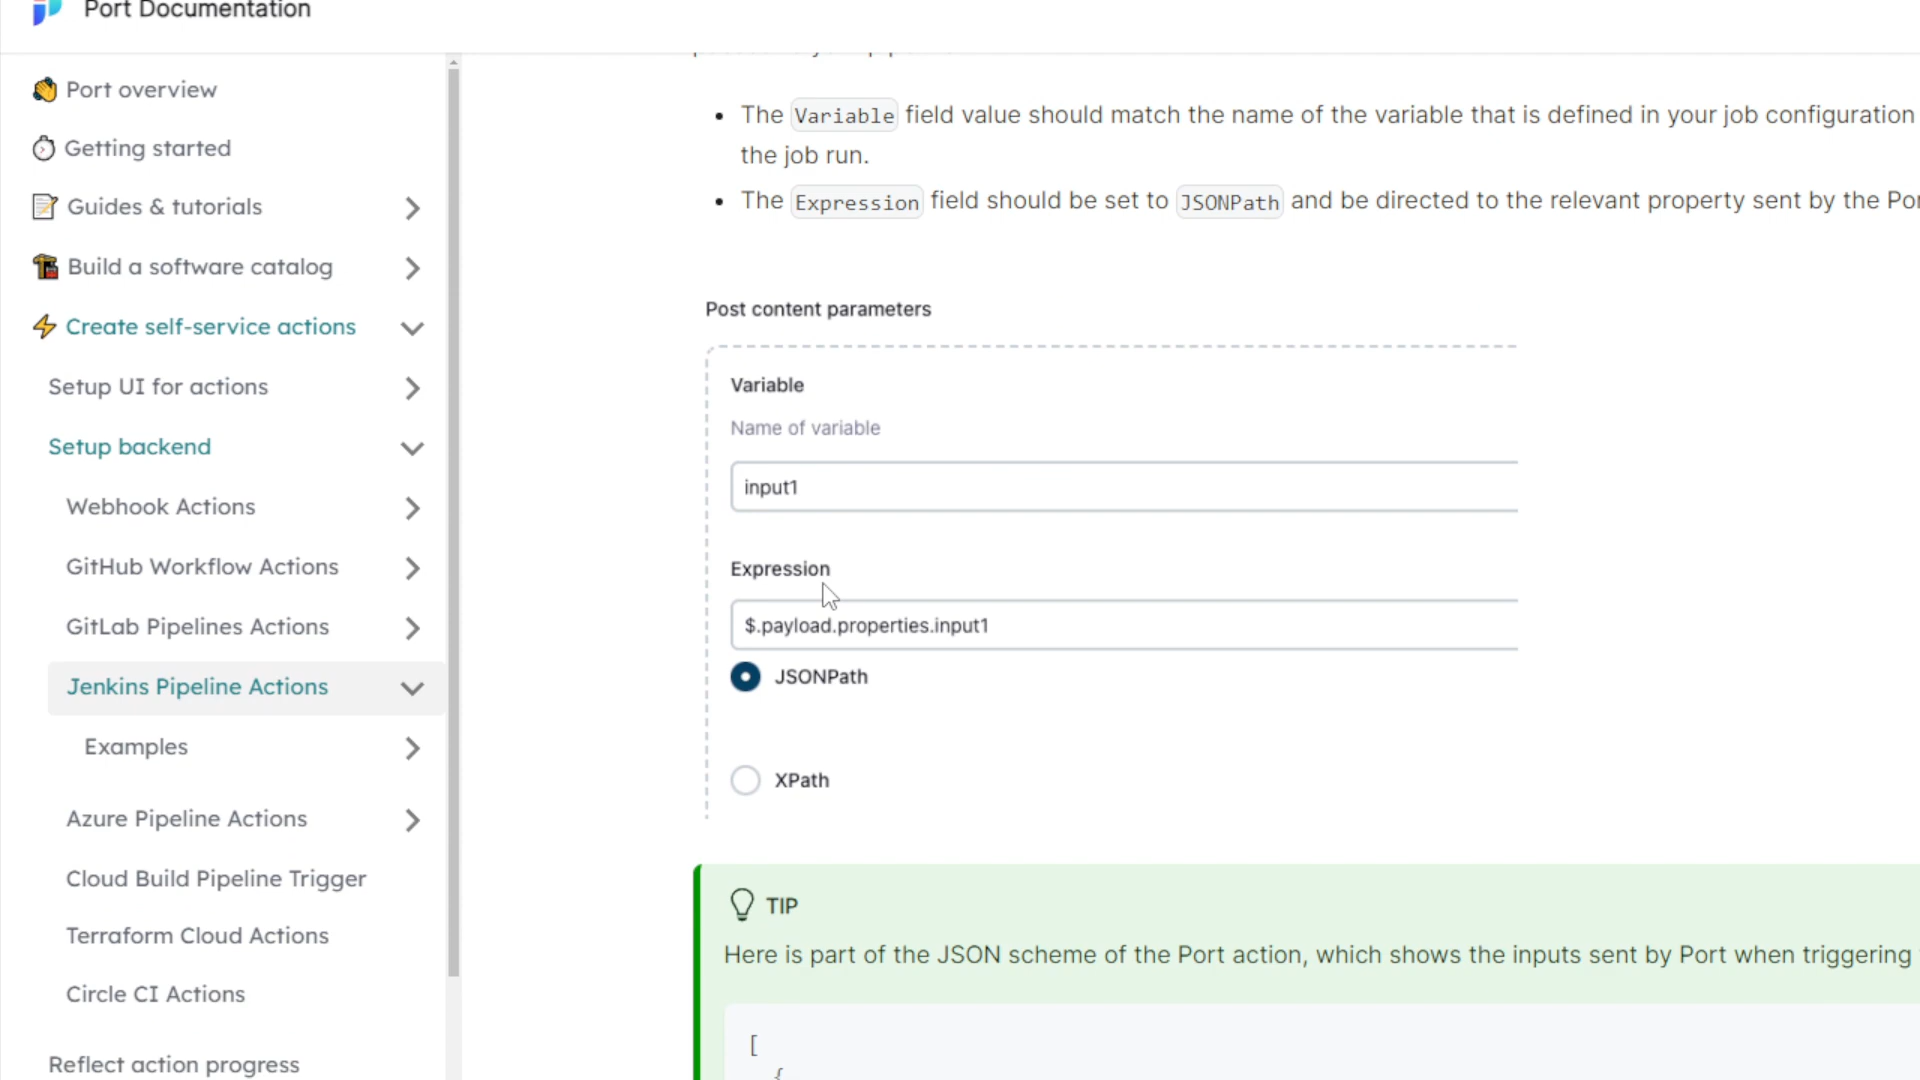 Port Documentation
Port overview
Getting started
Guides & tutorials
Build a software catalog
Create self-service actions
Setup UI for actions
Setup backend
Webhook Actions
GitHub Workflow Actions
GitLab Pipelines Actions
Jenkins Pipeline Actions
Examples
Azure Pipeline Actions
Cloud Build Pipeline Trigger
Terraform Cloud Actions
Circle CI Actions
Reflect action progress
The Variable field value should match the name of the variable that is defined in your job configuration
the job run.
The Expression field should be set to JSONPath and be directed to the relevant property sent by the
Post content parameters
Variable
Name of variable
input1
Expression
$.payload.properties.input1
JSONPath
XPath
TIP
Here is part of the JSON scheme of the Port action, which shows the inputs sent by Port when triggering
[
{